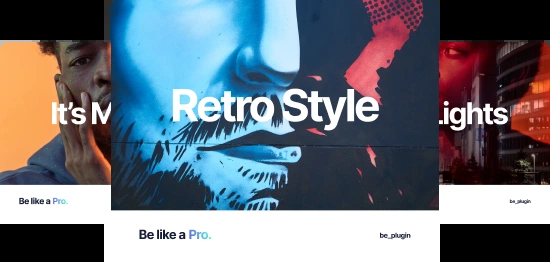 It's M
Retro Style
Lights
Be like a Pro.
Be like a Pro.
be_plugin
be_plugin